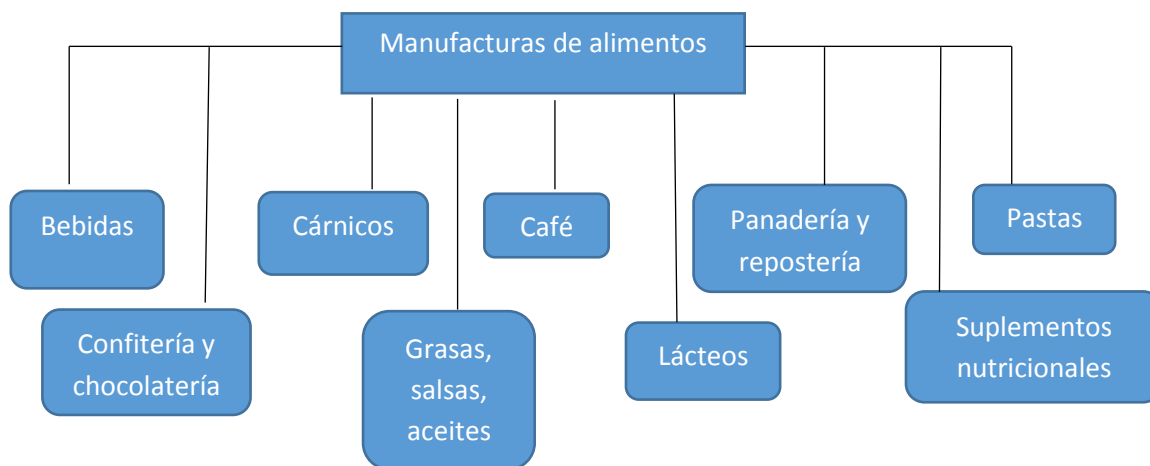 Manufacturas de alimentos
Bebidas
Cárnicos
Café
Panadería y
repostería
Pastas
Confitería y
chocolatería
Grasas,
salsas,
aceites
Lácteos
Suplementos
nutricionales